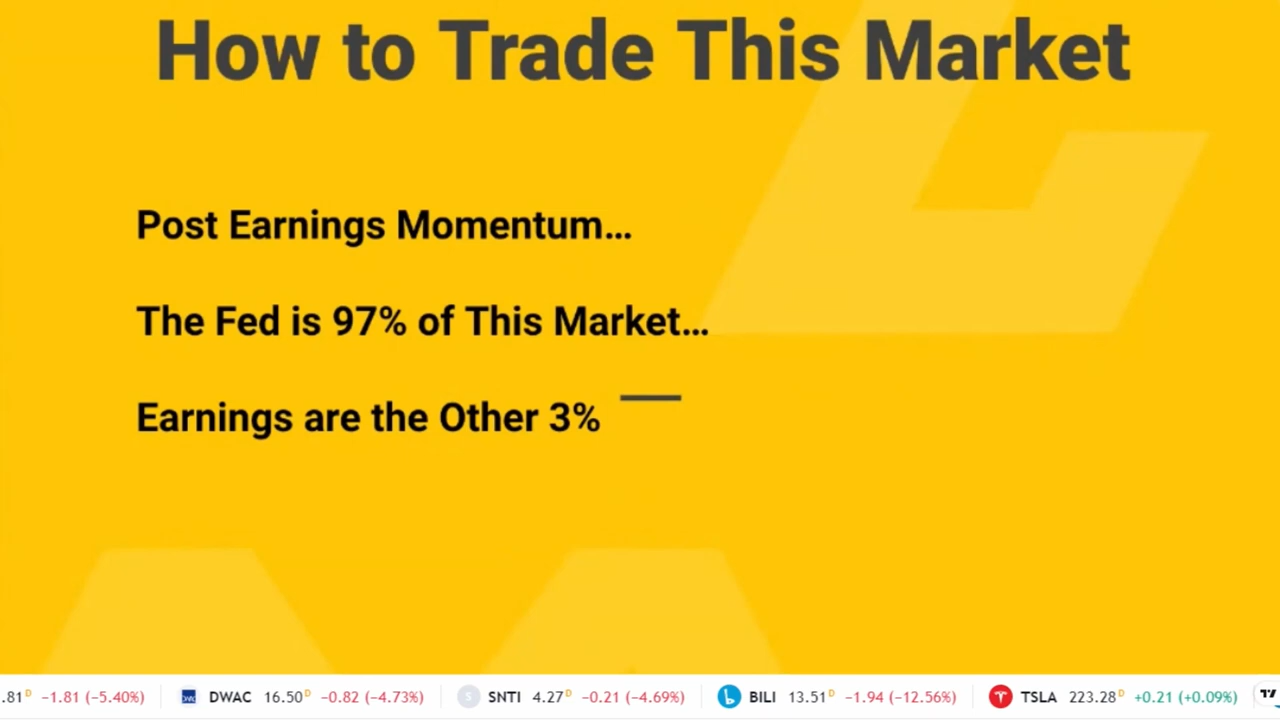 How to Trade This Market
Post Earnings Momentum...
The Fed is 97% of This Market...
Earnings are the Other 3%
.81 D −1.81 (−5.40%) DWAC DWAC 16.50 D −0.82 (−4.73%) S SNTI 4.27 D −0.21 (−4.69%) BILI 13.51 D −1.94 (−12.56%) TSLA 223.28 D +0.21 (+0.09%)